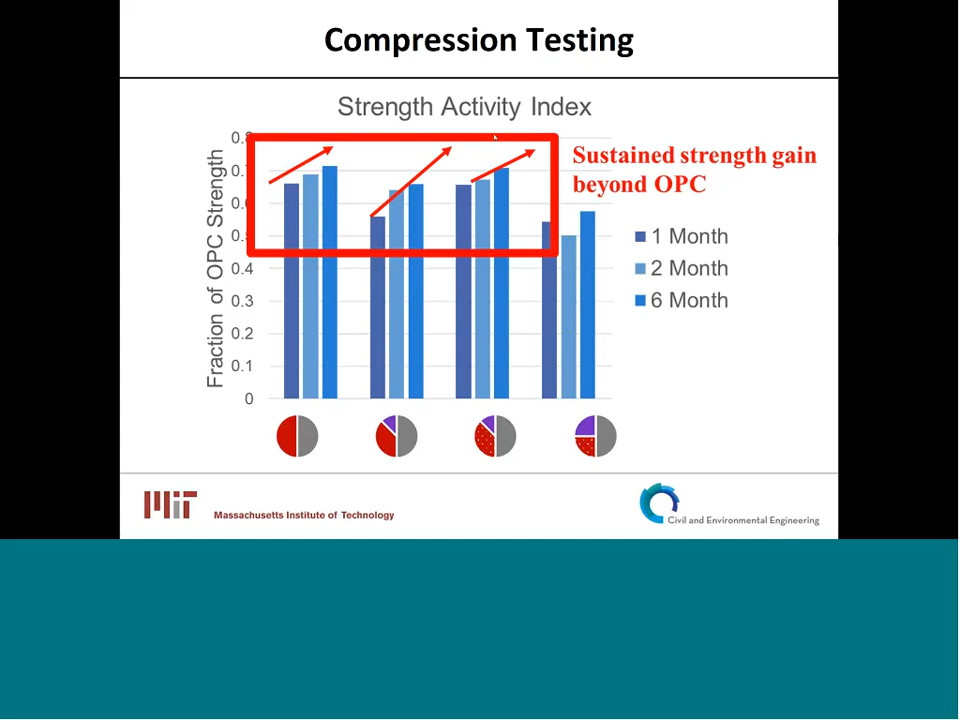 Compression Testing
Strength Activity Index
Fraction of OPC Strength
0.4
0.3
0.2
0.1
0
Sustained strength gain
beyond OPC
1 Month
2 Month
6 Month
MIT
Massachusetts Institute of Technology
Civil and Environmental Engineering